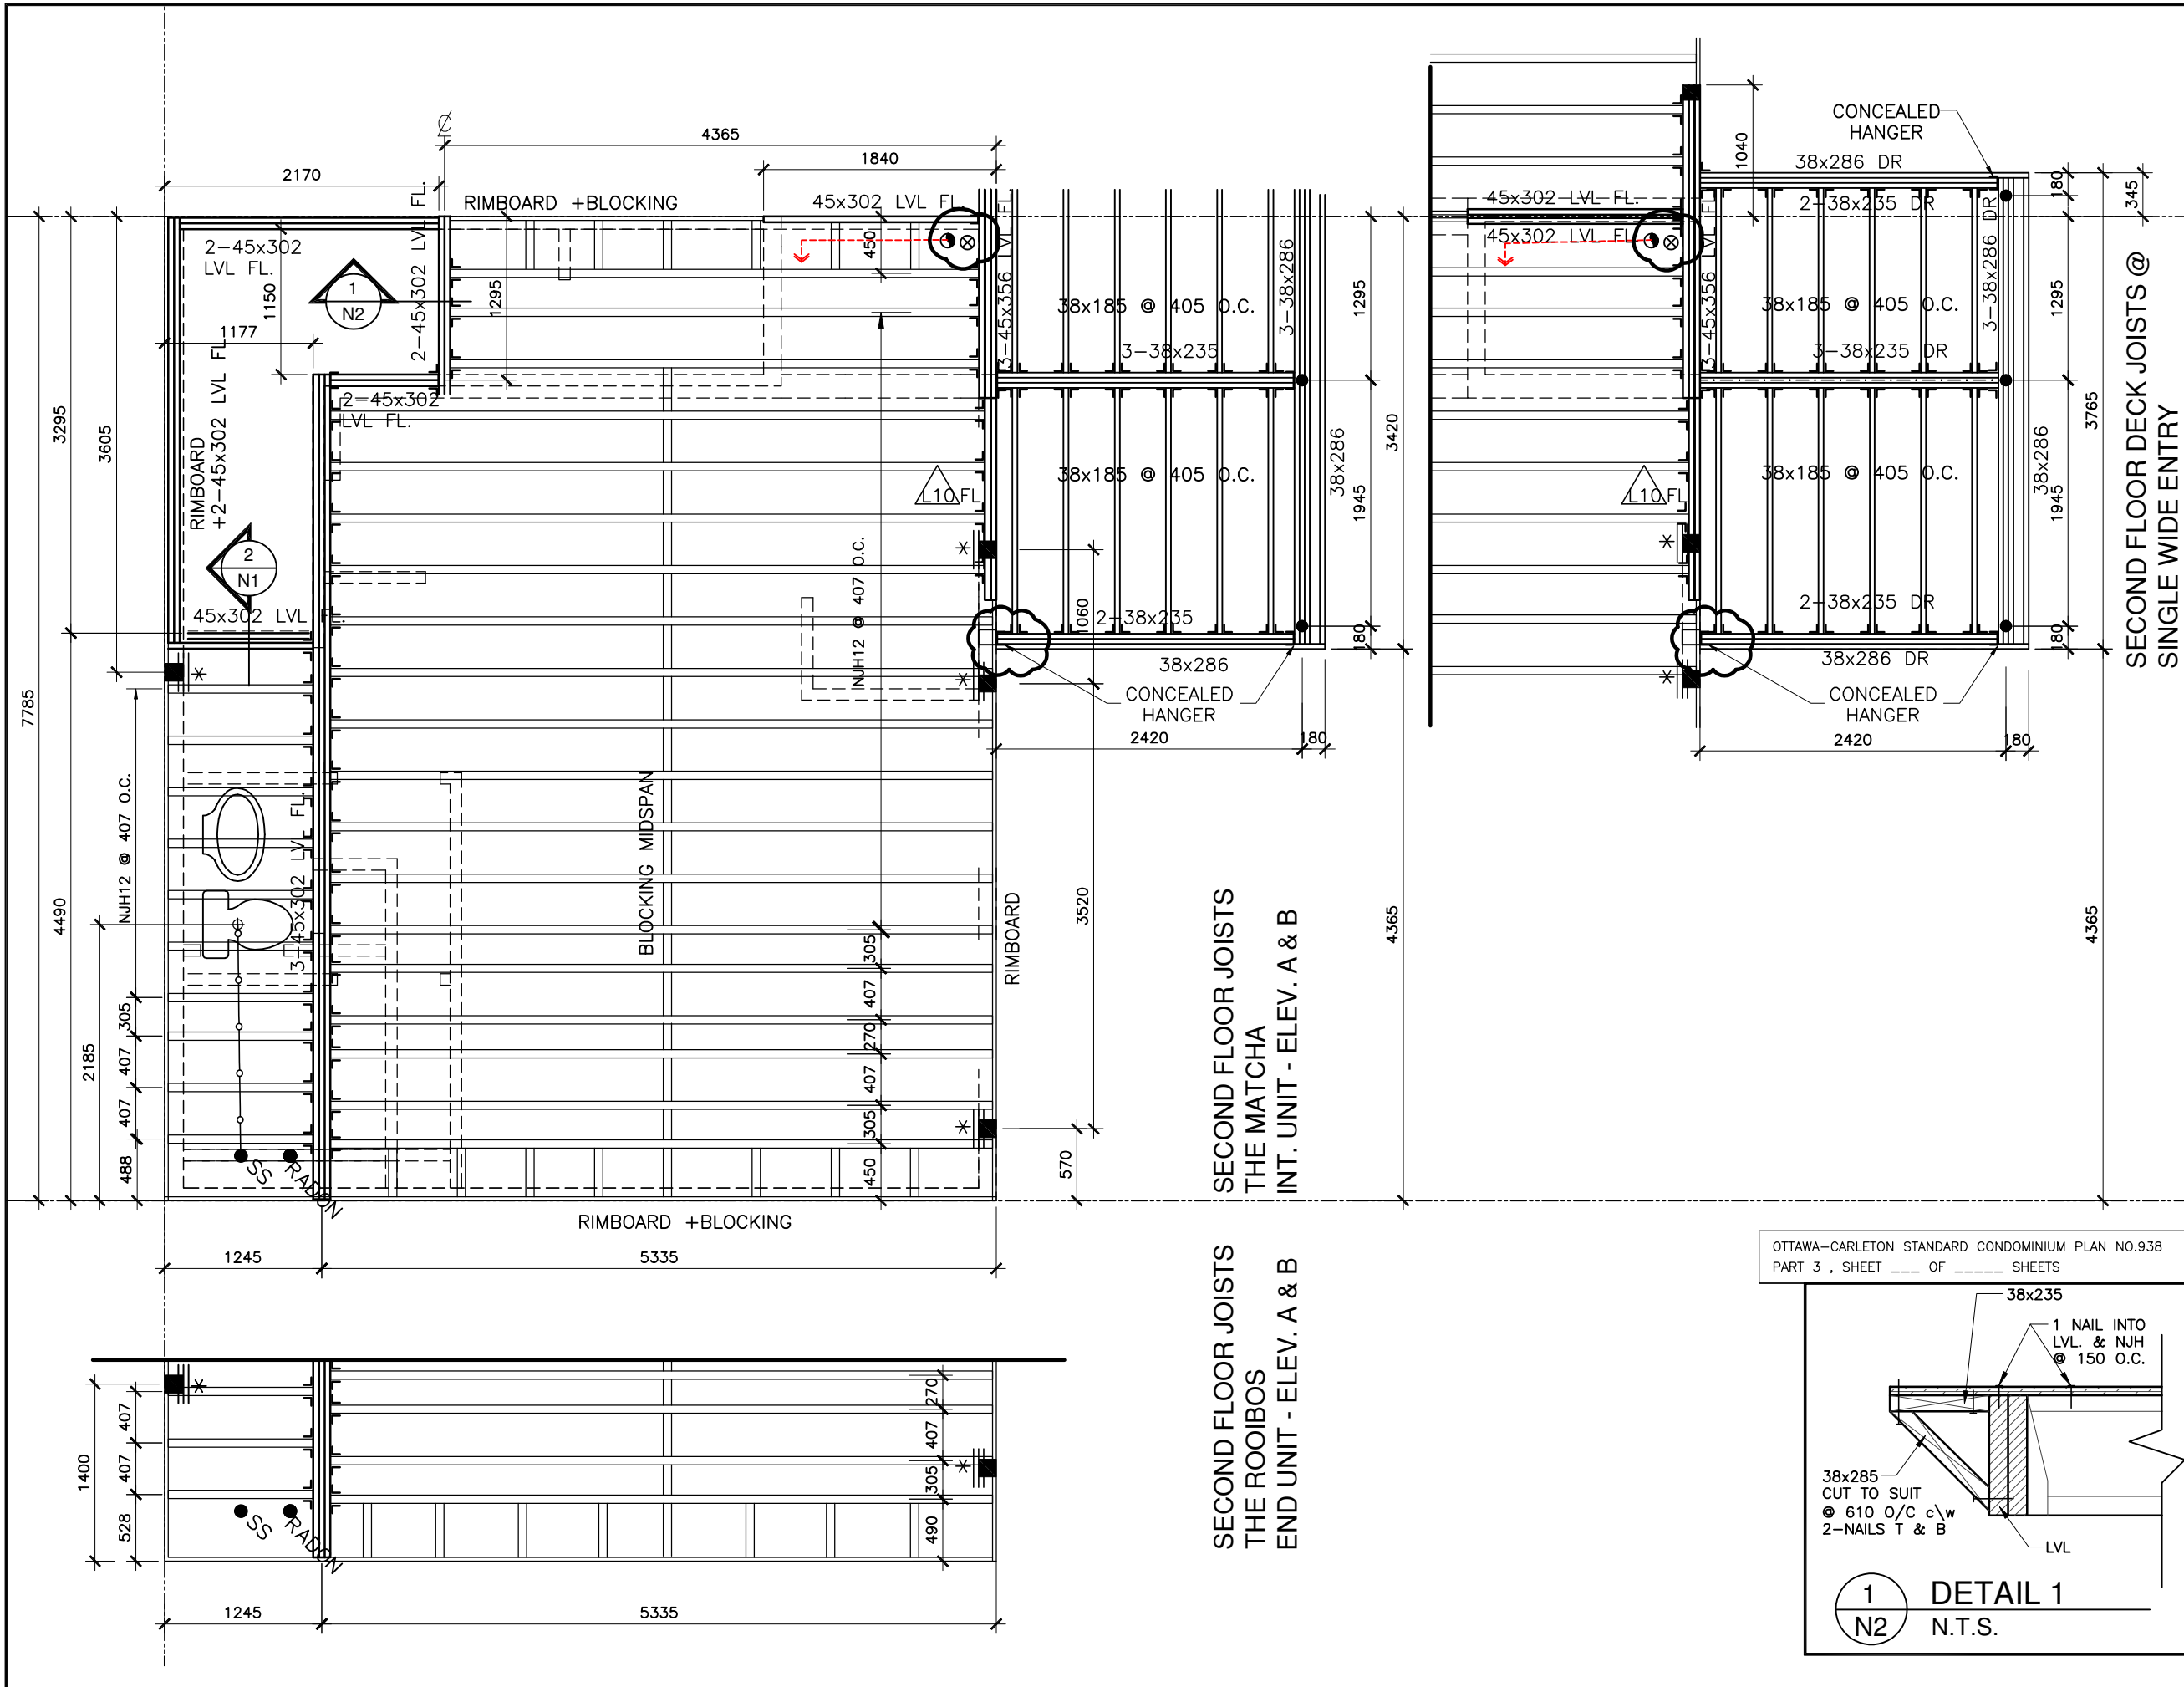 ₵
4365
1840
2170
RIMBOARD +BLOCKING
45x302 LVL FL.
2-45x302
LVL FL.
1150
1
N2
2-45x302 LVL FL.
1295
450
3-45x356 LVL FL
1177
RIMBOARD
+2-45x302 LVL FL.
2-45x302
LVL FL.
3295
3605
7785
4490
2185
2
N1
45x302 LVL FL.
*
NJH12 @ 407 O.C.
305
407
407
488
3-45x302 LVL FL.
BLOCKING MIDSPAN
NJH12 @ 407 O.C.
305
407
270
407
305
450
L10 FL
*
*
*
1060
3520
570
RIMBOARD
SS
RADON
RIMBOARD +BLOCKING
1245
5335
38x185 @ 405 O.C.
3-38x235
38x185 @ 405 O.C.
2-38x235
38x286
3-38x286
38x286
CONCEALED
HANGER
2420
180
1295
1945
180
3420
4365
SECOND FLOOR JOISTS
THE MATCHA
INT. UNIT - ELEV. A & B
1040
CONCEALED
HANGER
38x286 DR
2-38x235 DR
45x302 LVL FL.
45x302 LVL FL
3-45x356 LVL FL
38x185 @ 405 O.C.
3-38x286 DR
3-38x235 DR
38x185 @ 405 O.C.
38x286
L10 FL
*
*
2-38x235 DR
38x286 DR
CONCEALED
HANGER
2420
180
180
345
1295
1945
180
3765
4365
SECOND FLOOR DECK JOISTS @
SINGLE WIDE ENTRY
*
1400
407
407
528
SS
RADON
270
407
305
490
*
1245
5335
SECOND FLOOR JOISTS
THE ROOIBOS
END UNIT - ELEV. A & B
OTTAWA-CARLETON STANDARD CONDOMINIUM PLAN NO.938
PART 3 , SHEET ___ OF _____ SHEETS
38x235
1 NAIL INTO
LVL. & NJH
@ 150 O.C.
38x285
CUT TO SUIT
@ 610 O/C c\w
2-NAILS T & B
LVL
1
N2
DETAIL 1
N.T.S.